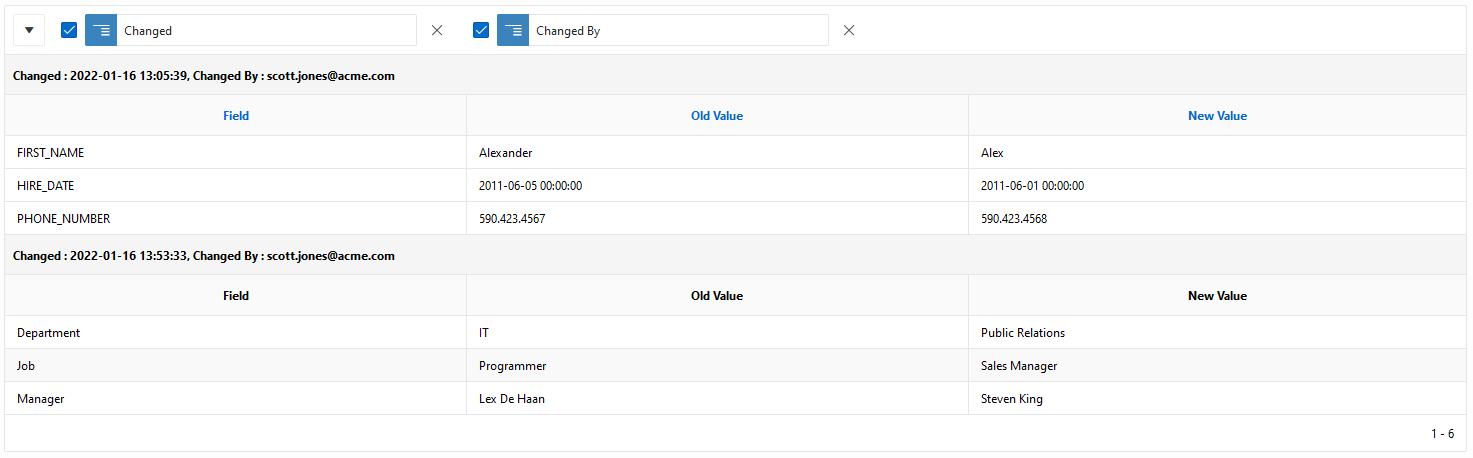 Changed Changed By
Changed : 2022-01-16 13:05:39, Changed By : scott.jones@acme.com
Field Old Value New Value
FIRST_NAME Alexander Alex
HIRE_DATE 2011-06-05 00:00:00 2011-06-01 00:00:00
PHONE_NUMBER 590.423.4567 590.423.4568
Changed : 2022-01-16 13:53:33, Changed By : scott.jones@acme.com
Field Old Value New Value
Department IT Public Relations
Job Programmer Sales Manager
Manager Lex De Haan Steven King
1 - 6